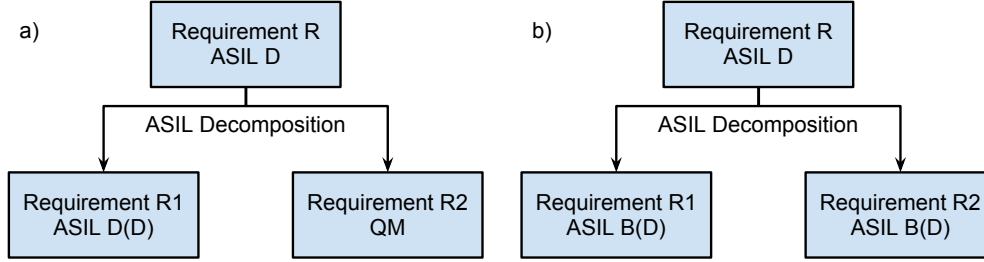 a)
Requirement R
ASIL D
ASIL Decomposition
Requirement R1
ASIL D(D)
Requirement R2
QM
b)
Requirement R
ASIL D
ASIL Decomposition
Requirement R1
ASIL B(D)
Requirement R2
ASIL B(D)